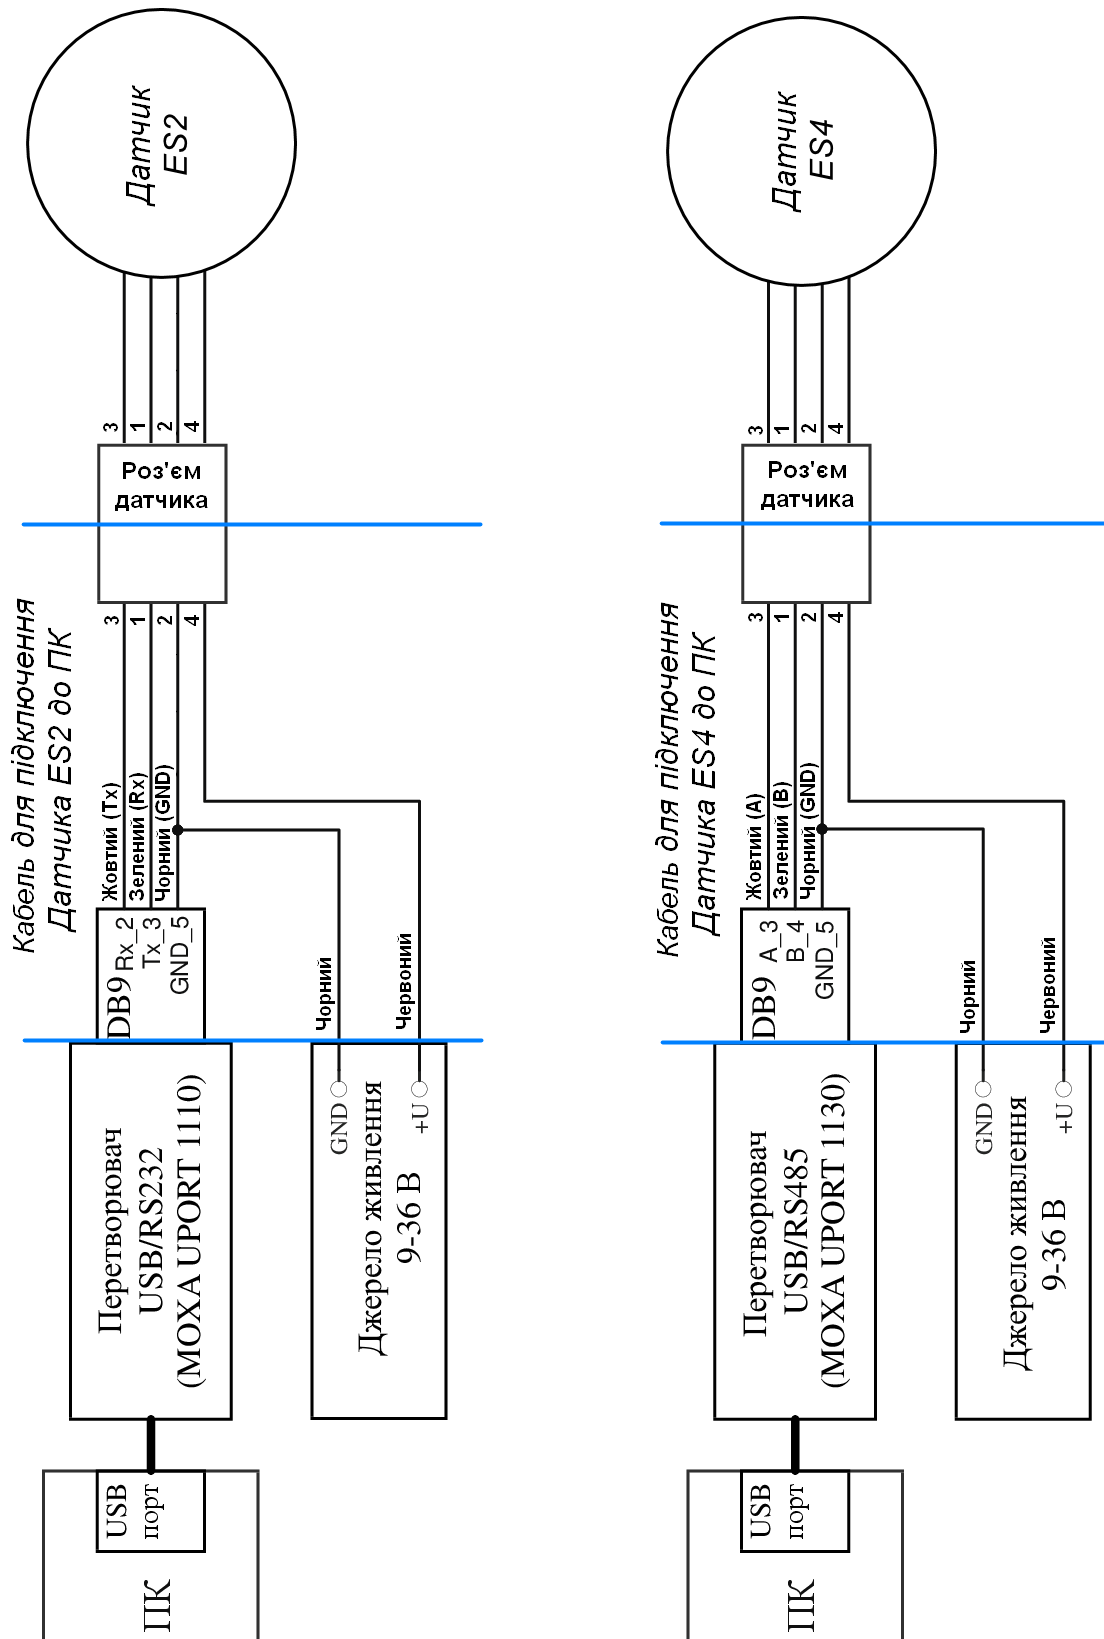 Датчик
ES2
3
1
2
4
Роз'єм
датчика
3
1
2
4
Кабель для підключення
Датчика ES2 до ПК
Жовтий (Tx)
Зелений (Rx)
Чорний (GND)
DB9
Rx_2
Tx_3
GND_5
Чорний
Червоний
Перетворювач
USB/RS232
(MOXA UPORT 1110)
GND
+U
Джерело живлення
9-36 В
USB
порт
ПК
Датчик
ES4
3
1
2
4
Роз'єм
датчика
3
1
2
4
Кабель для підключення
Датчика ES4 до ПК
Жовтий (A)
Зелений (B)
Чорний (GND)
DB9
A_3
B_4
GND_5
Чорний
Червоний
Перетворювач
USB/RS485
(MOXA UPORT 1130)
GND
+U
Джерело живлення
9-36 В
USB
порт
ПК